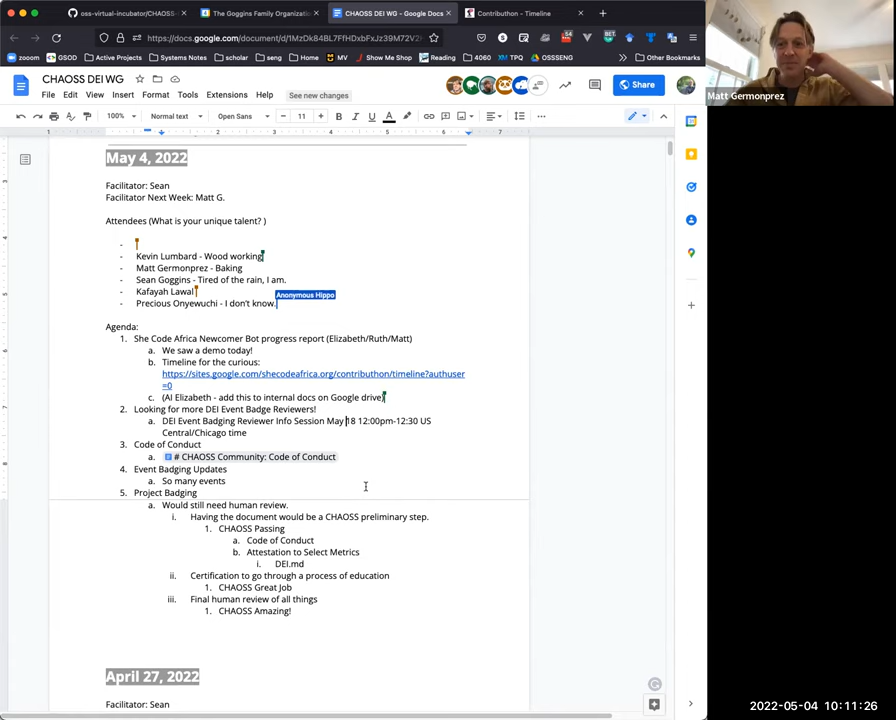 oss-virtual-incubator/CHAOSS-
The Goggins Family Organizatio
CHAOSS DEI WG - Google Docs
Contributhon - Timeline
https://docs.google.com/document/d/1MzDk84BL7FfHDxbFxJz39M72V2
zooom
GSOD
Active Projects
Systems Notes
scholar
seng
Home
MV
Show Me Shop
Reading
4060
TPQ
OSSSENG
Other Bookmarks
CHAOSS DEI WG
File Edit View Insert Format Tools Extensions Help See new changes
Share
Matt Germonprez
100% Normal text Open Sans 11
May 4, 2022
Facilitator: Sean
Facilitator Next Week: Matt G.
Attendees (What is your unique talent? )
-
- Kevin Lumbard - Wood working
- Matt Germonprez - Baking
- Sean Goggins - Tired of the rain, I am.
- Kafayah Lawal
Anonymous Hippo
- Precious Onyewuchi - I don't know.
Agenda:
1. She Code Africa Newcomer Bot progress report (Elizabeth/Ruth/Matt)
a. We saw a demo today!
b. Timeline for the curious:
https://sites.google.com/shecodeafrica.org/contributhon/timeline?authuser
=0
c. (AI Elizabeth - add this to internal docs on Google drive)
2. Looking for more DEI Event Badge Reviewers!
a. DEI Event Badging Reviewer Info Session May 18 12:00pm-12:30 US
Central/Chicago time
3. Code of Conduct
a. # CHAOSS Community: Code of Conduct
4. Event Badging Updates
a. So many events
5. Project Badging
a. Would still need human review.
i. Having the document would be a CHAOSS preliminary step.
1. CHAOSS Passing
a. Code of Conduct
b. Attestation to Select Metrics
i. DEI.md
ii. Certification to go through a process of education
1. CHAOSS Great Job
iii. Final human review of all things
1. CHAOSS Amazing!
April 27, 2022
Facilitator: Sean
2022-05-04 10:11:26